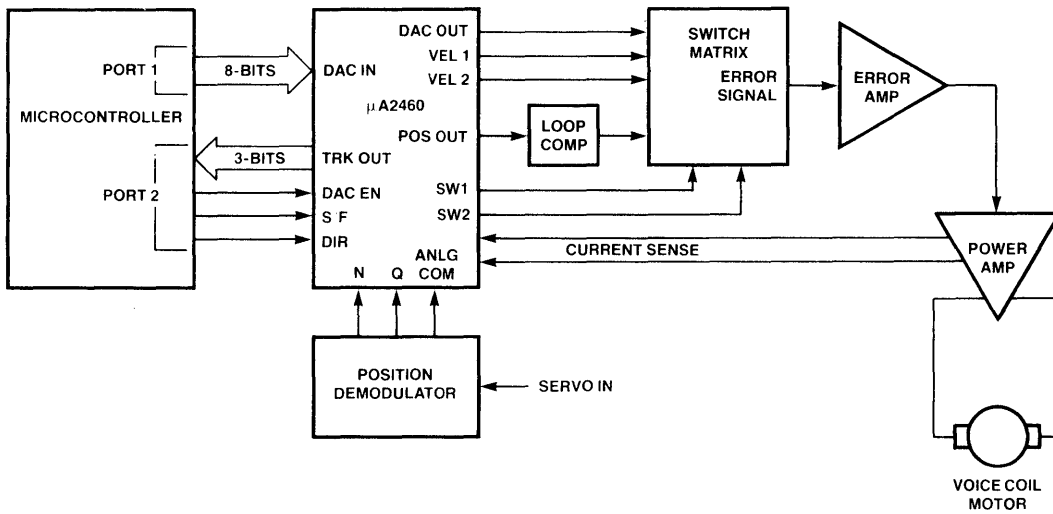 MICROCONTROLLER
PORT 1
PORT 2
8-BITS
3-BITS
DAC IN
μA2460
TRK OUT
DAC EN
S F
DIR
N
Q
ANLG
COM
DAC OUT
VEL 1
VEL 2
POS OUT
SW1
SW2
LOOP
COMP
SWITCH
MATRIX
ERROR
SIGNAL
ERROR
AMP
CURRENT SENSE
POWER
AMP
POSITION
DEMODULATOR
SERVO IN
VOICE COIL
MOTOR